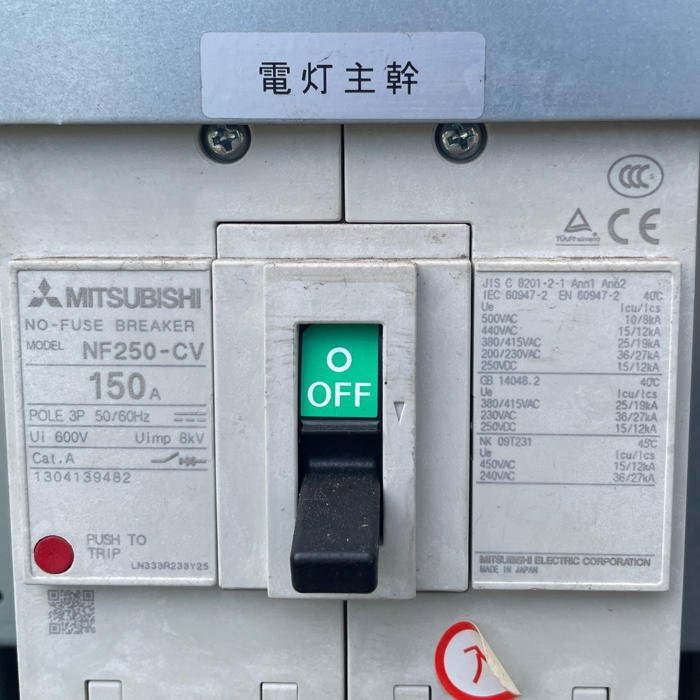 電灯主幹
MITSUBISHI
NO-FUSE BREAKER
MODEL NF250-CV
150A
POLE 3P 50/60Hz
Ui 600V Uimp 8kV
Cat.A
1304139482
PUSH TO
TRIP
LN333R238Y25
O
OFF
CCC S
TÜVRheinland CE
JIS C 8201-2-1 Ann1 Ann2
IEC 60947-2 EN 60947-2 40℃
Ue Icu/Ics
500VAC 10/8kA
440VAC 15/12kA
380/415VAC 25/19kA
200/230VAC 36/27kA
250VDC 15/12kA
GB 14048.2 40℃
Ue Icu/Ics
380/415VAC 25/19kA
230VAC 36/27kA
250VDC 15/12kA
NK 09T231 45℃
Ue Icu/Ics
450VAC 15/12kA
240VAC 36/27kA
MITSUBISHI ELECTRIC CORPORATION
MADE IN JAPAN